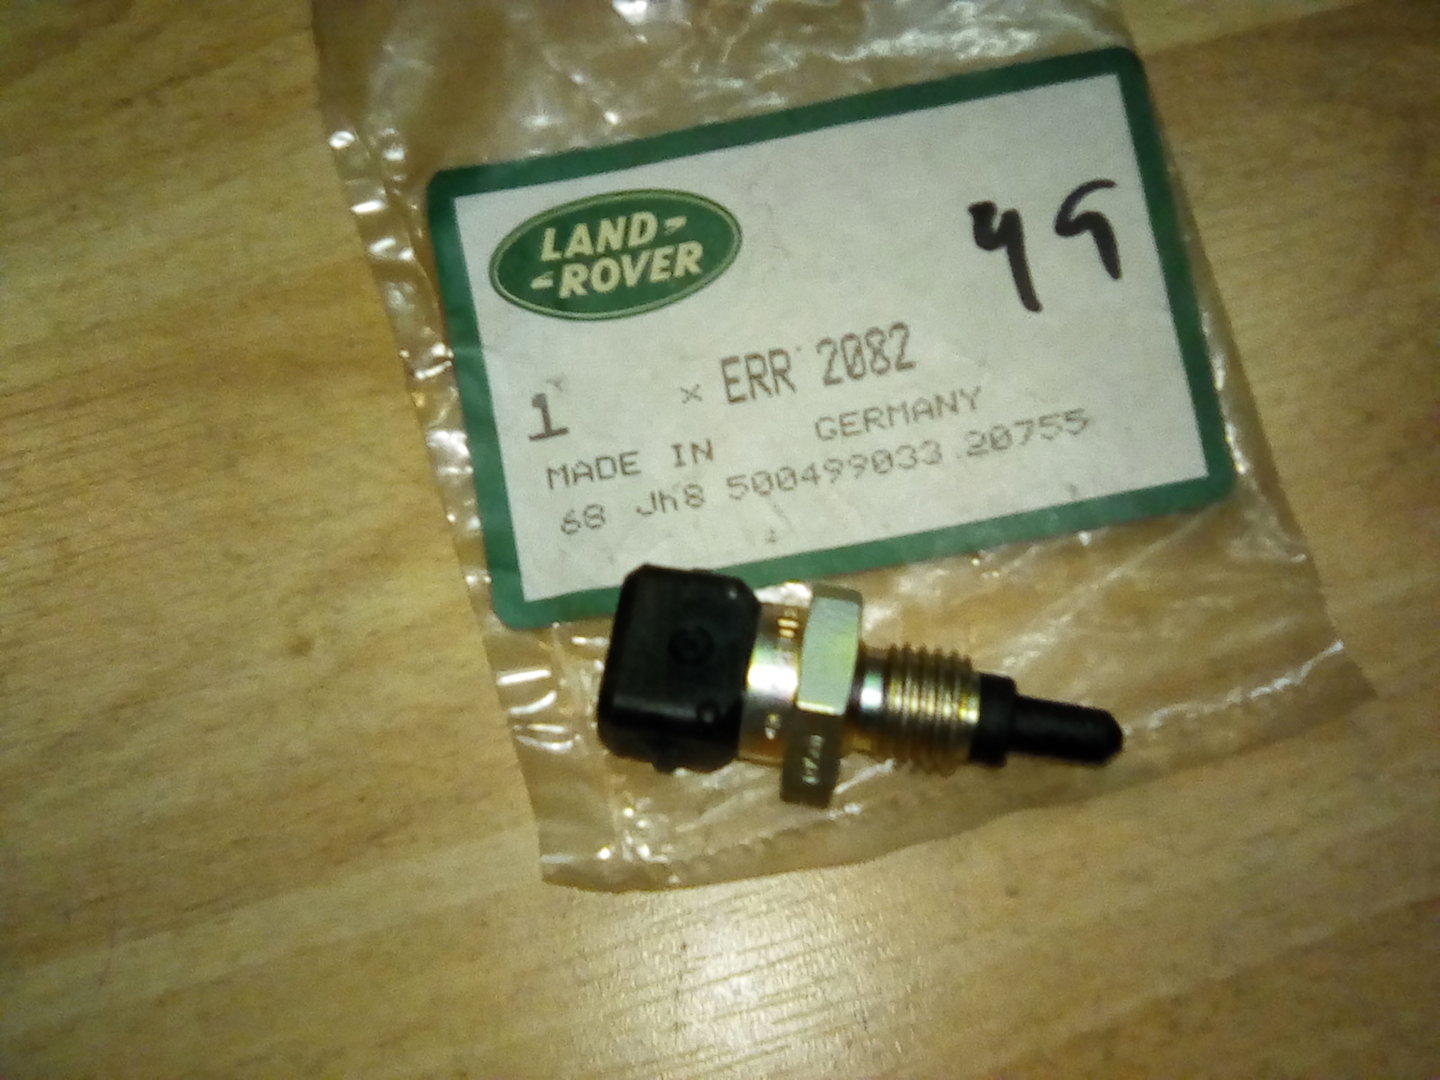 LAND-
-ROVER
49
1 x ERR 2082
MADE IN GERMANY
68 Jh8 500499033 20755